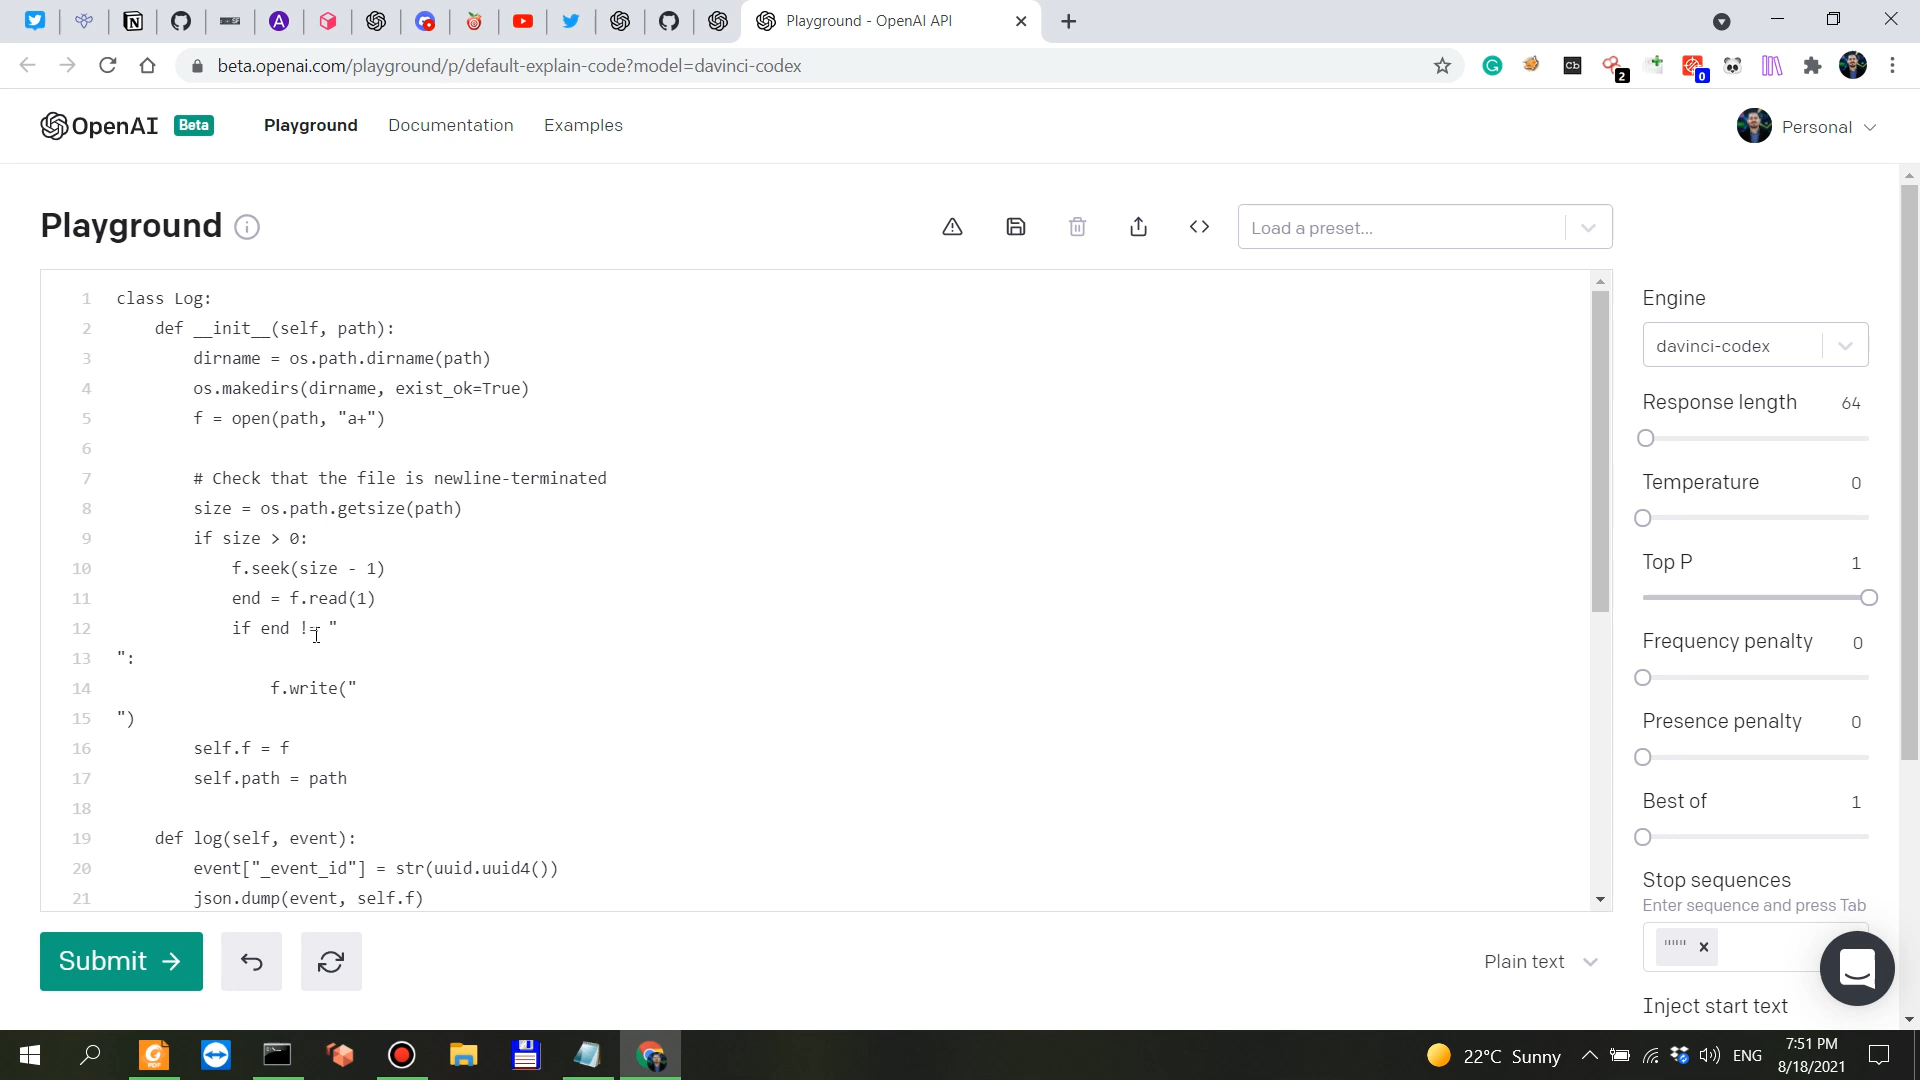 Playground - OpenAI API
beta.openai.com/playground/p/default-explain-code?model=davinci-codex
Cb
2
0
OpenAI Beta Playground Documentation Examples Personal
Playground
Load a preset...
1 class Log:
2 def __init__(self, path):
3 dirname = os.path.dirname(path)
4 os.makedirs(dirname, exist_ok=True)
5 f = open(path, "a+")
6
7 # Check that the file is newline-terminated
8 size = os.path.getsize(path)
9 if size > 0:
10 f.seek(size - 1)
11 end = f.read(1)
12 if end != "
13 ":
14 f.write("
15 ")
16 self.f = f
17 self.path = path
18
19 def log(self, event):
20 event["_event_id"] = str(uuid.uuid4())
21 json.dump(event, self.f)
Engine
davinci-codex
Response length 64
Temperature 0
Top P 1
Frequency penalty 0
Presence penalty 0
Best of 1
Stop sequences
Enter sequence and press Tab
""" ×
Inject start text
Submit →
Plain text
22°C Sunny
ENG
7:51 PM
8/18/2021